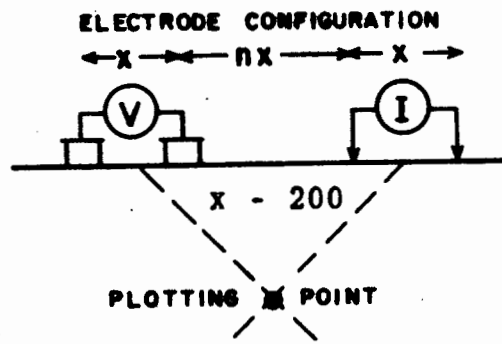 ELECTRODE CONFIGURATION
x nx x
V I
x - 200
PLOTTING POINT